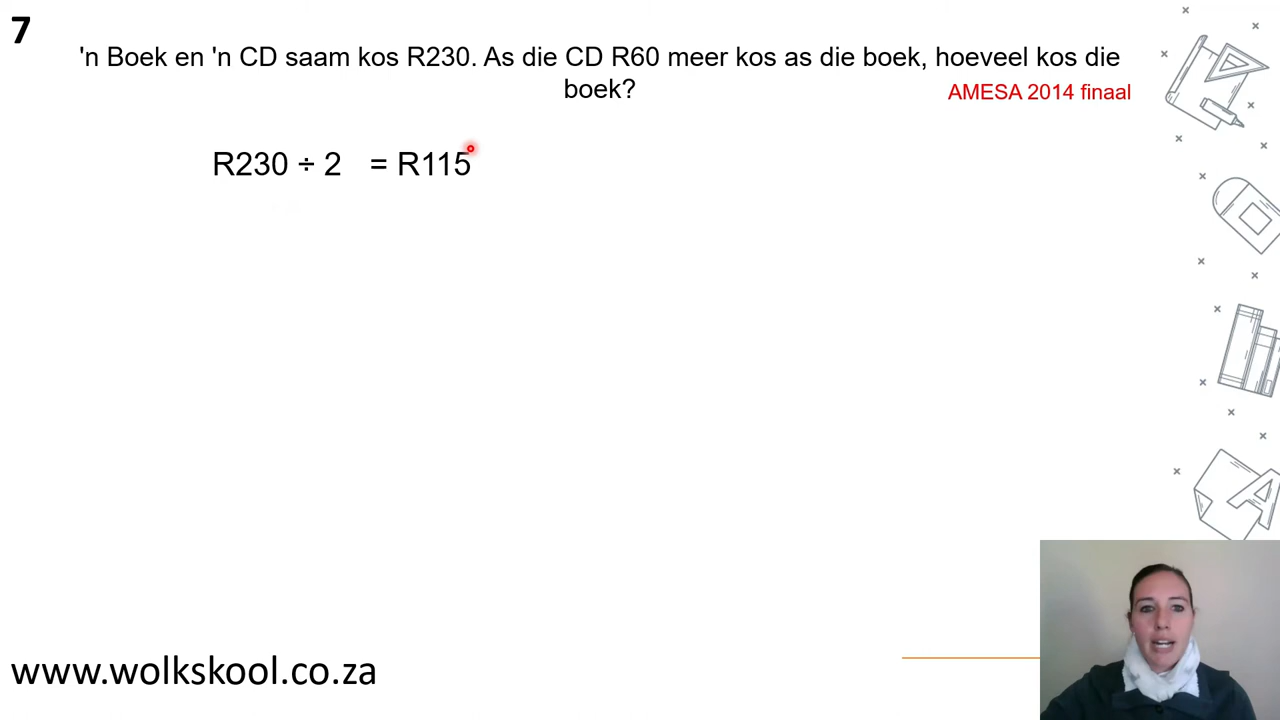 7
'n Boek en 'n CD saam kos R230. As die CD R60 meer kos as die boek, hoeveel kos die
boek?
AMESA 2014 finaal
R230 ÷ 2 = R115
www.wolkskool.co.za